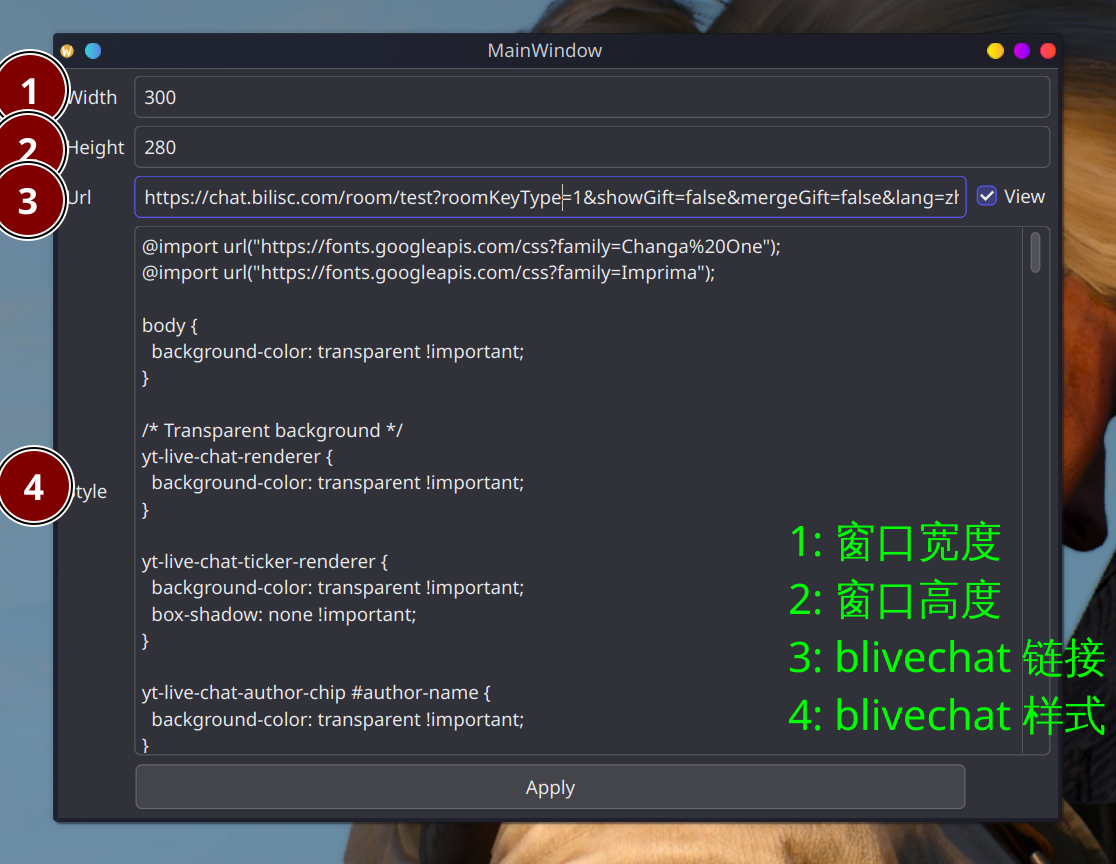 MainWindow
1 Width 300
2 Height 280
3 Url https://chat.bilisc.com/room/test?roomKeyType=1&showGift=false&mergeGift=false&lang=zh View
@import url("https://fonts.googleapis.com/css?family=Changa%20One");
@import url("https://fonts.googleapis.com/css?family=Imprima");
body {
background-color: transparent !important;
}
/* Transparent background */
yt-live-chat-renderer {
background-color: transparent !important;
}
4 Style
yt-live-chat-ticker-renderer {
background-color: transparent !important;
box-shadow: none !important;
}
yt-live-chat-author-chip #author-name {
background-color: transparent !important;
}
1: 窗口宽度
2: 窗口高度
3: blivechat 链接
4: blivechat 样式
Apply